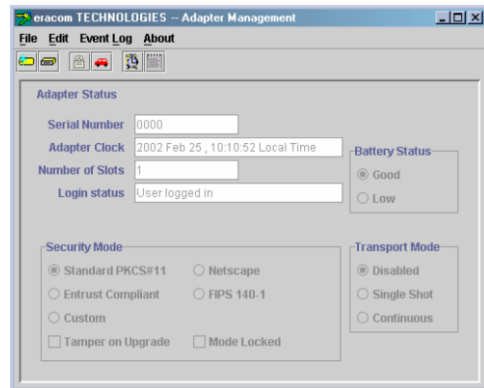 eracom TECHNOLOGIES -- Adapter Management
File Edit Event Log About
Adapter Status
Serial Number 0000
Adapter Clock 2002 Feb 25 , 10:10:52 Local Time
Number of Slots 1
Login status User logged in
Battery Status
Good
Low
Security Mode
Standard PKCS#11 Netscape
Entrust Compliant FIPS 140-1
Custom
Tamper on Upgrade Mode Locked
Transport Mode
Disabled
Single Shot
Continuous